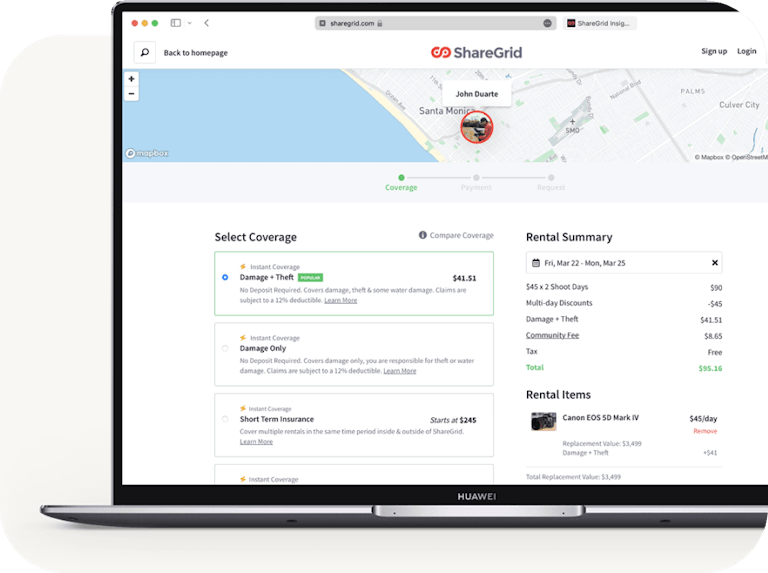 sharegrid.com
ShareGrid Insig...
Back to homepage
ShareGrid
Sign up
Login
+
−
John Duarte
Santa Monica
Ocean Ave
National Blvd
PALMS
Culver City
SMO
mapbox
© Mapbox © OpenStreetM
Coverage
Payment
Request
Select Coverage
Compare Coverage
Instant Coverage
Damage + Theft POPULAR
$41.51
No Deposit Required. Covers damage, theft & some water damage. Claims are
subject to a 12% deductible. Learn More
Instant Coverage
Damage Only
No Deposit Required. Covers damage only, you are responsible for theft or water
damage. Claims are subject to a 12% deductible. Learn More
Instant Coverage
Short Term Insurance
Starts at $245
Cover multiple rentals in the same time period inside & outside of ShareGrid.
Learn More
Instant Coverage
Rental Summary
Fri, Mar 22 - Mon, Mar 25
$45 x 2 Shoot Days $90
Multi-day Discounts -$45
Damage + Theft $41.51
Community Fee $8.65
Tax Free
Total $95.16
Rental Items
Canon EOS 5D Mark IV $45/day
Remove
Replacement Value: $3,499
Damage + Theft +$41
Total Replacement Value: $3,499
HUAWEI